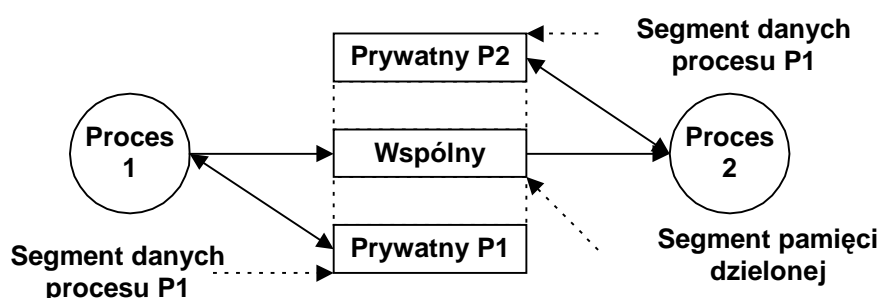 Segment danych
procesu P1
Prywatny P2
Proces
1
Wspólny
Proces
2
Prywatny P1
Segment danych
procesu P1
Segment pamięci
dzielonej